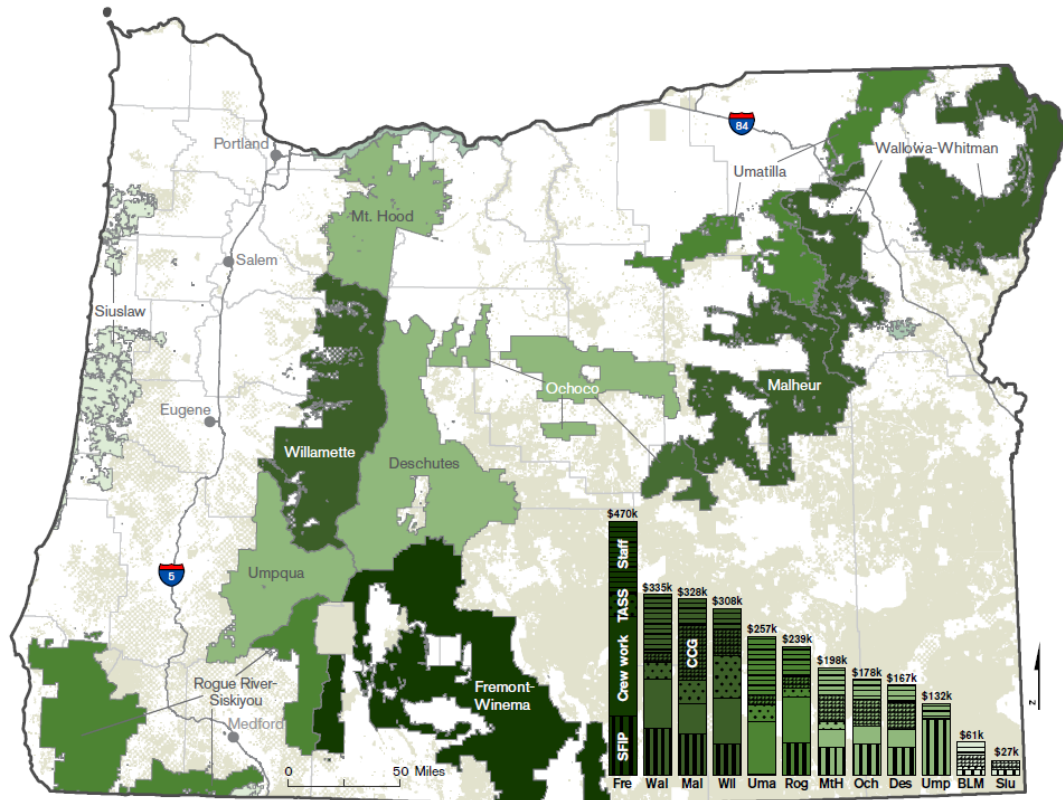 Portland
84
Wallowa-Whitman
Umatilla
Mt. Hood
Salem
Siuslaw
Ochoco
Malheur
Eugene
Willamette
Deschutes
Umpqua
5
Rogue River-
Siskiyou
Medford
Fremont-
Winema
0 50 Miles
z
$470k
$335k
$328k
$308k
$257k
$239k
$198k
$178k
$167k
$132k
$61k
$27k
Staff
TASS
Crew work
SFIP
CCG
Fre Wal Mal Wil Uma Rog MtH Och Des Ump BLM Siu